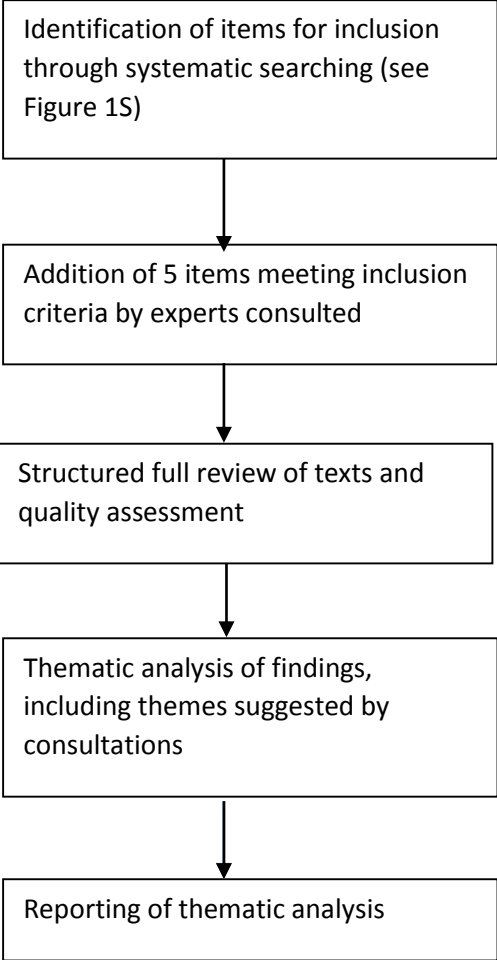 Identification of items for inclusion
through systematic searching (see
Figure 1S)
Addition of 5 items meeting inclusion
criteria by experts consulted
Structured full review of texts and
quality assessment
Thematic analysis of findings,
including themes suggested by
consultations
Reporting of thematic analysis